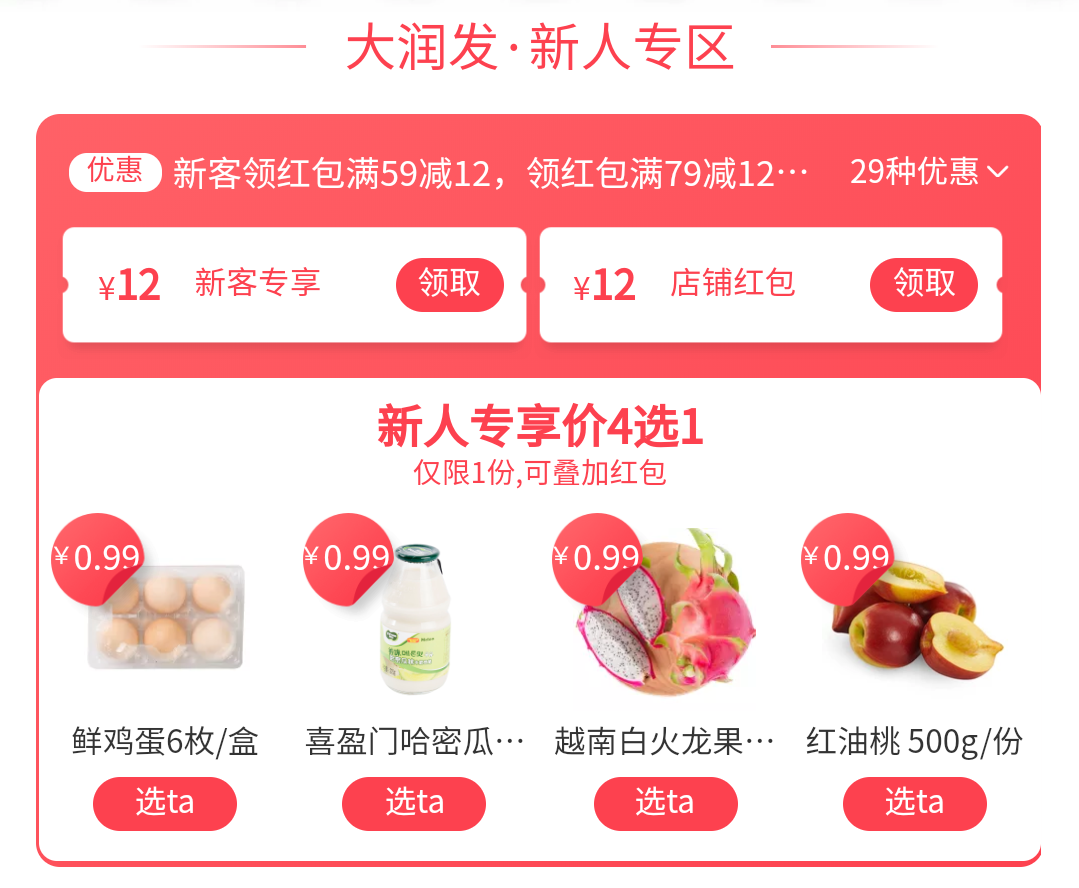 大润发·新人专区
优惠 新客领红包满59减12，领红包满79减12… 29种优惠
¥12 新客专享 领取 ¥12 店铺红包 领取
新人专享价4选1
仅限1份,可叠加红包
¥0.99 ¥0.99 ¥0.99 ¥0.99
鲜鸡蛋6枚/盒 喜盈门哈密瓜… 越南白火龙果… 红油桃 500g/份
选ta 选ta 选ta 选ta